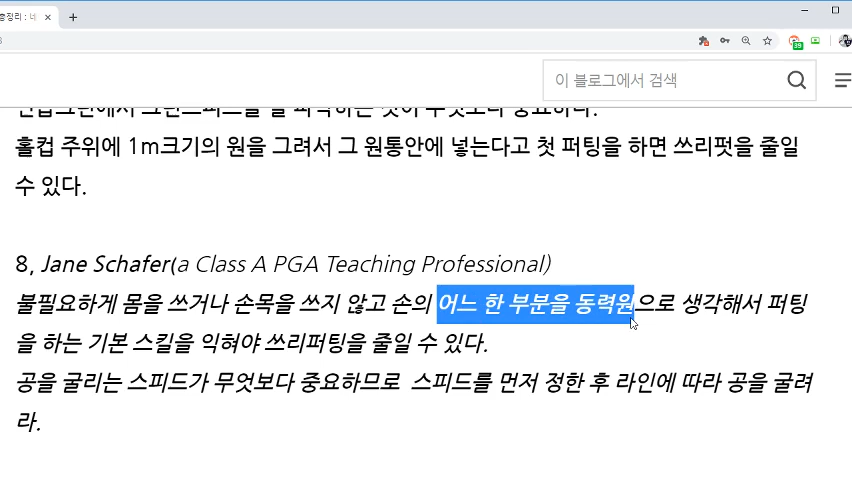 총정리 : 네
이 블로그에서 검색
39
홀컵 주위에 1m크기의 원을 그려서 그 원통안에 넣는다고 첫 퍼팅을 하면 쓰리펏을 줄일
수 있다.
8, Jane Schafer(a Class A PGA Teaching Professional)
불필요하게 몸을 쓰거나 손목을 쓰지 않고 손의 어느 한 부분을 동력원으로 생각해서 퍼팅
을 하는 기본 스킬을 익혀야 쓰리퍼팅을 줄일 수 있다.
공을 굴리는 스피드가 무엇보다 중요하므로 스피드를 먼저 정한 후 라인에 따라 공을 굴려
라.